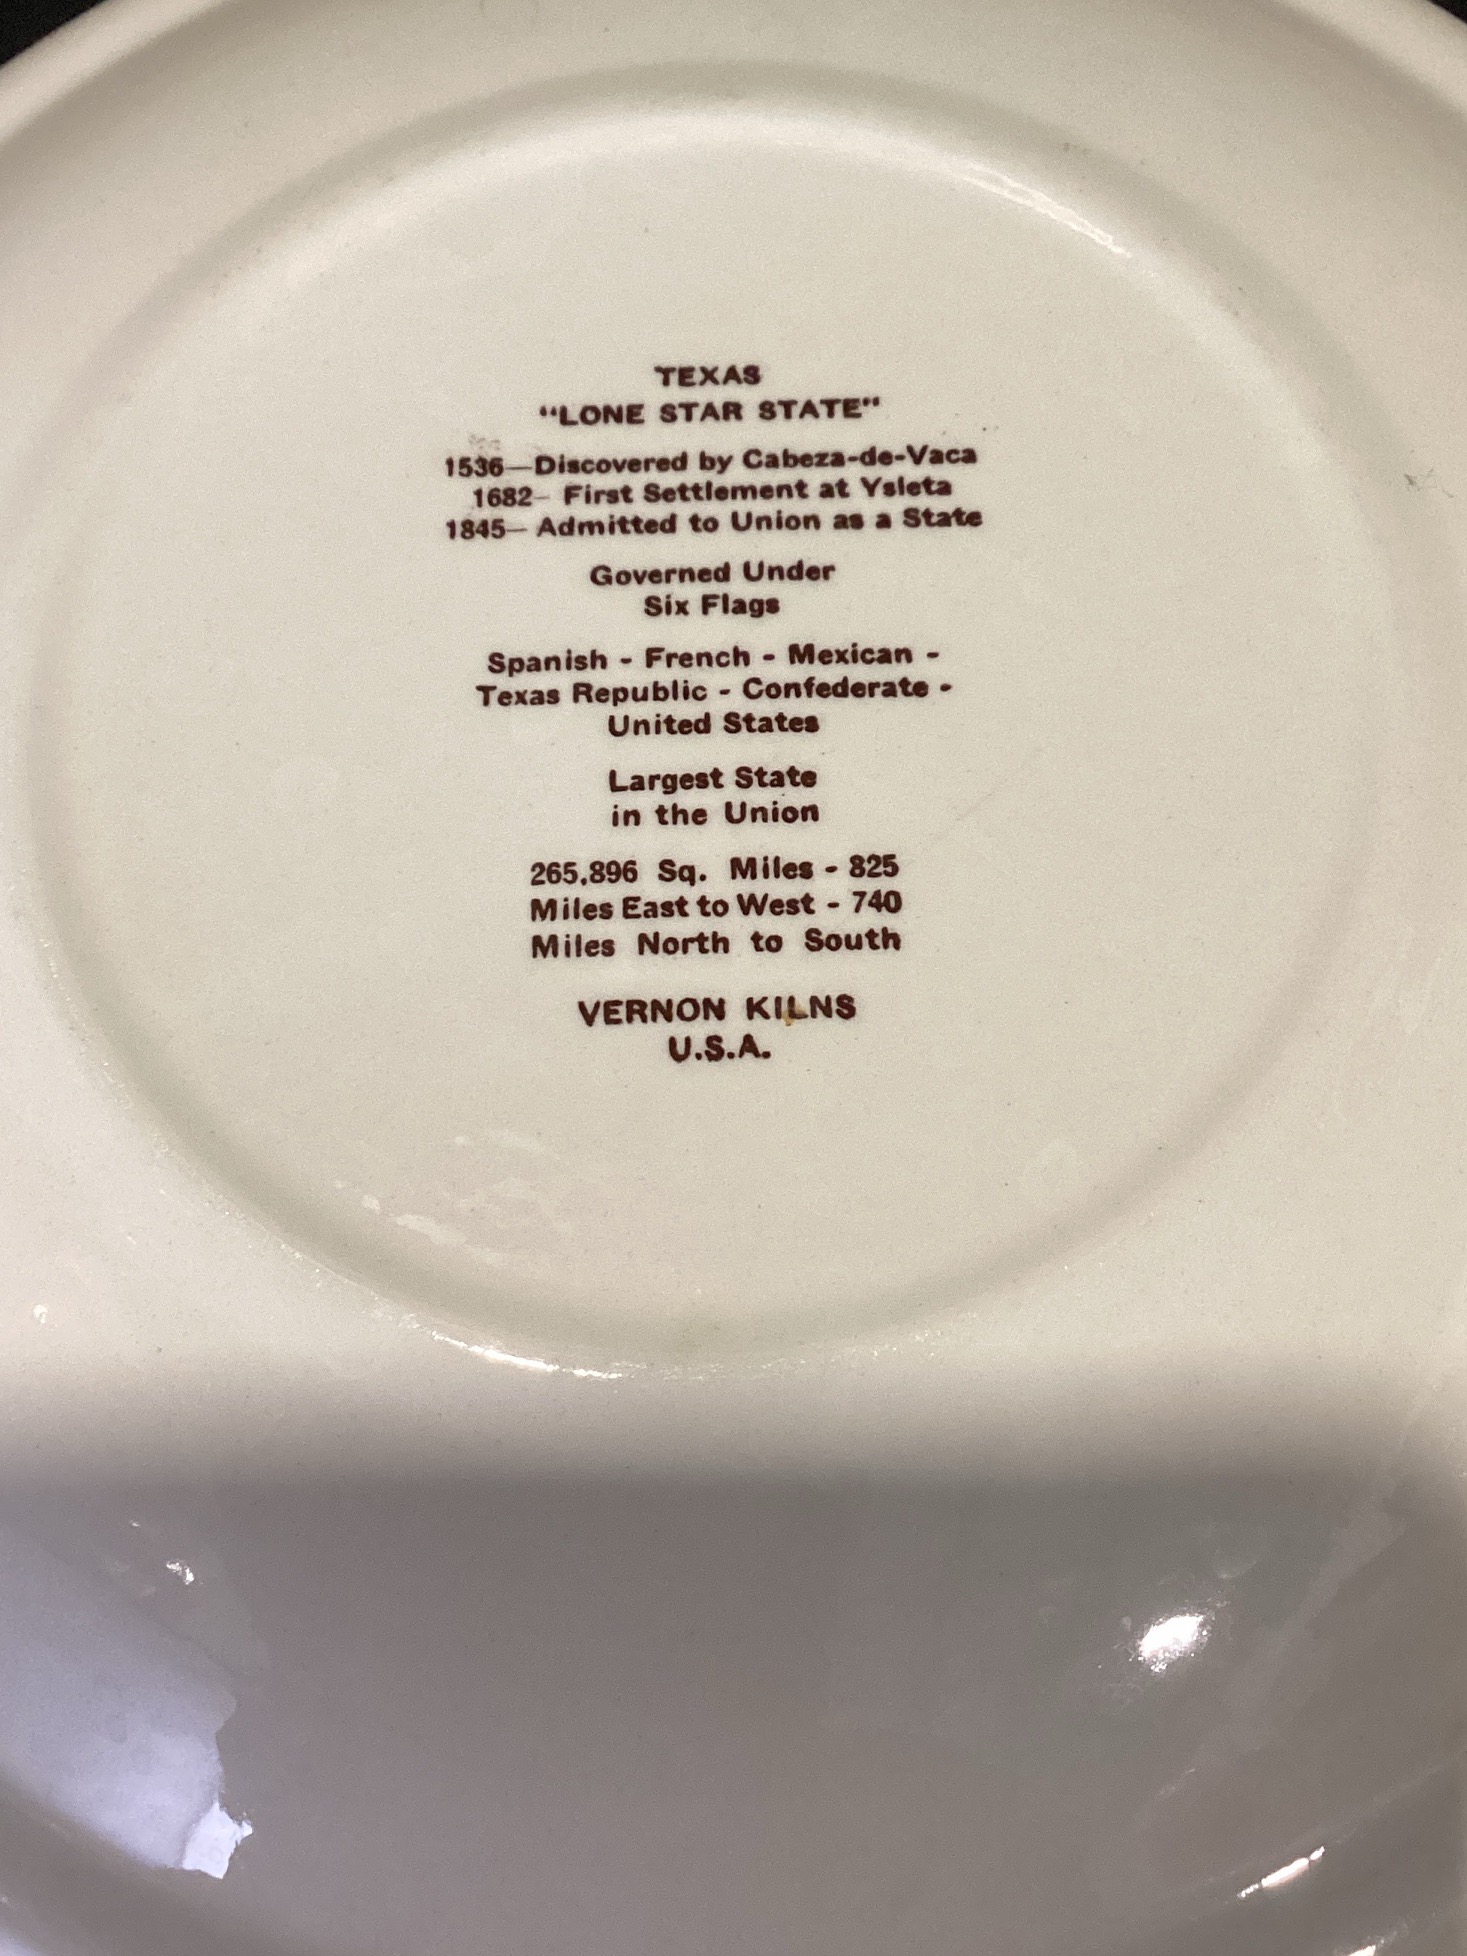 TEXAS
"LONE STAR STATE"
1536—Discovered by Cabeza-de-Vaca
1682– First Settlement at Ysleta
1845– Admitted to Union as a State
Governed Under
Six Flags
Spanish - French - Mexican -
Texas Republic - Confederate -
United States
Largest State
in the Union
265,896 Sq. Miles - 825
Miles East to West - 740
Miles North to South
VERNON KILNS
U.S.A.